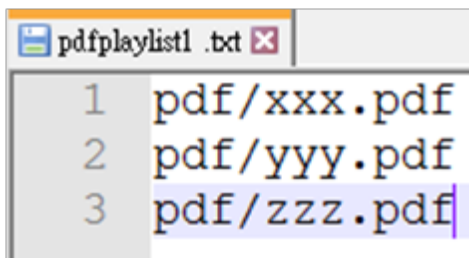 pdfplaylist1 .txt
1 pdf/xxx.pdf
2 pdf/yyy.pdf
3 pdf/zzz.pdf